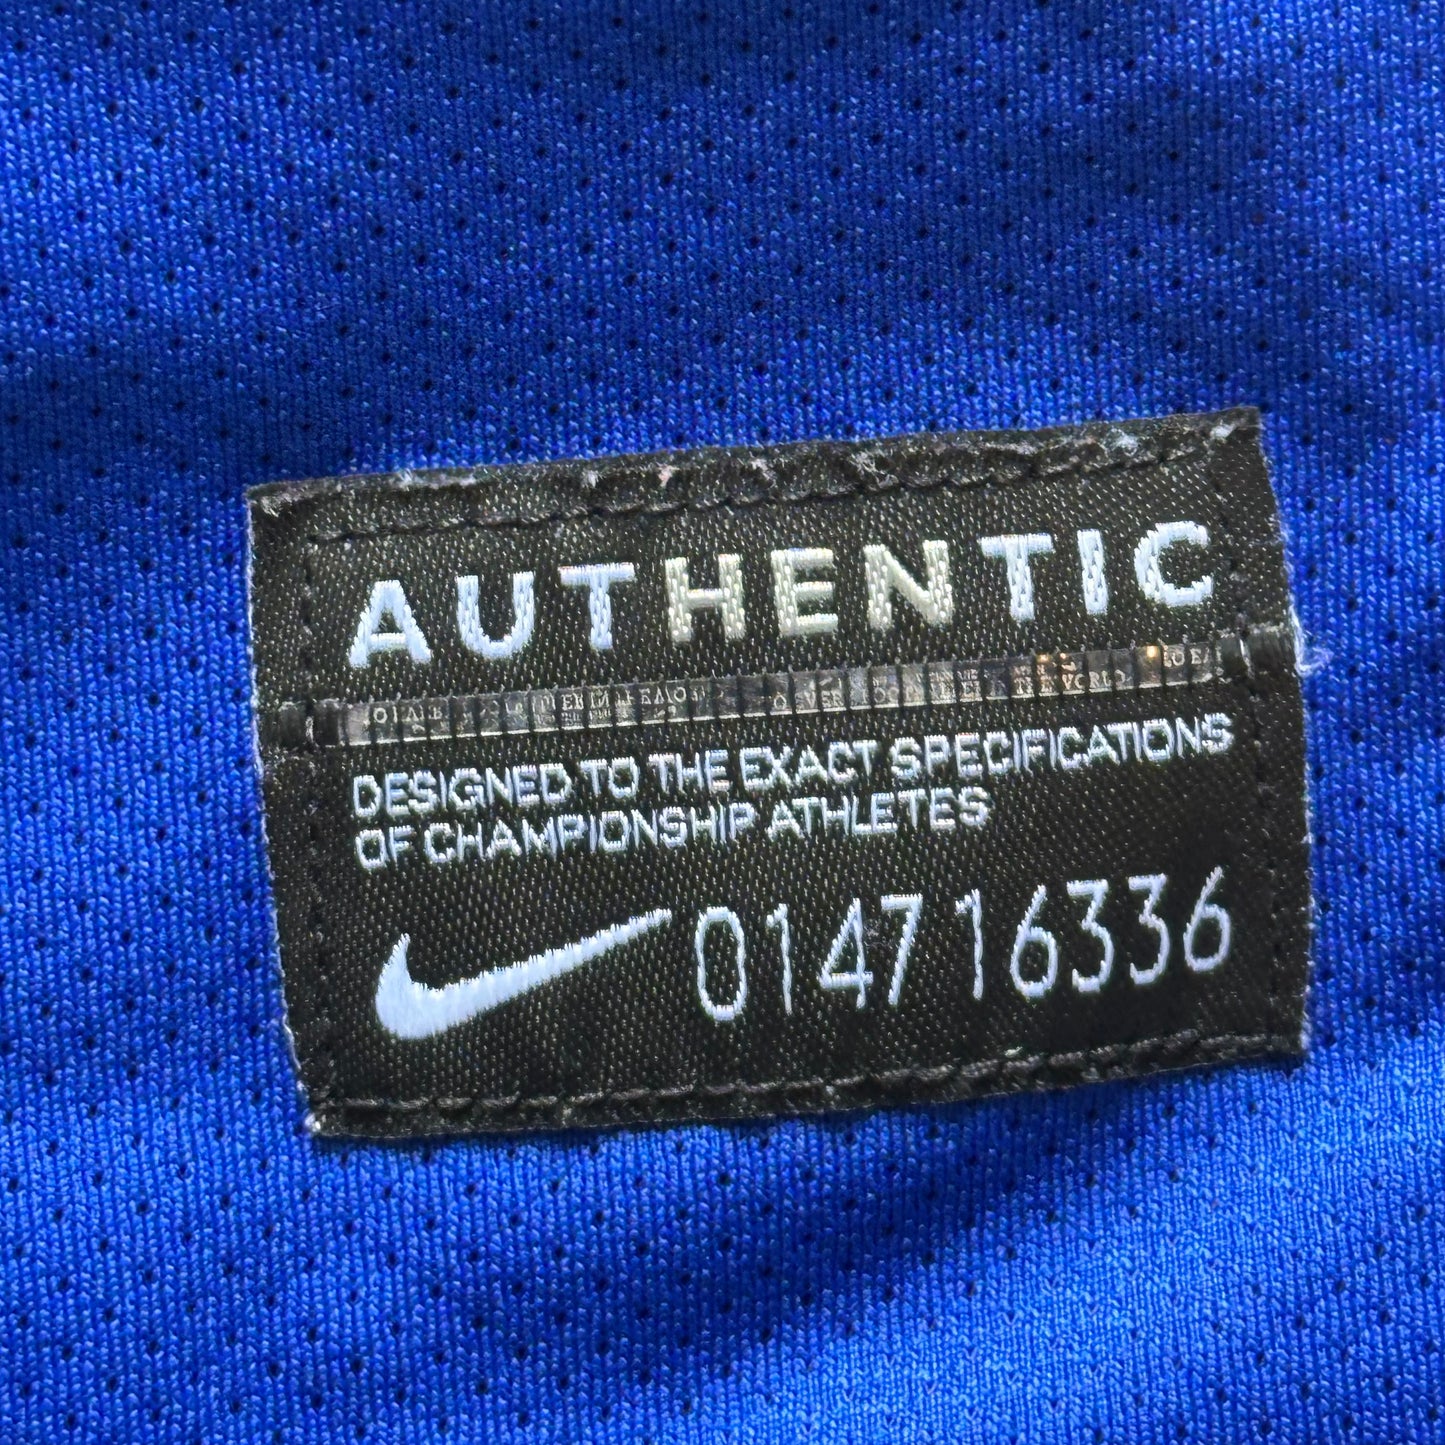 AUTHENTIC
DESIGNED TO THE EXACT SPECIFICATIONS
OF CHAMPIONSHIP ATHLETES
014716336